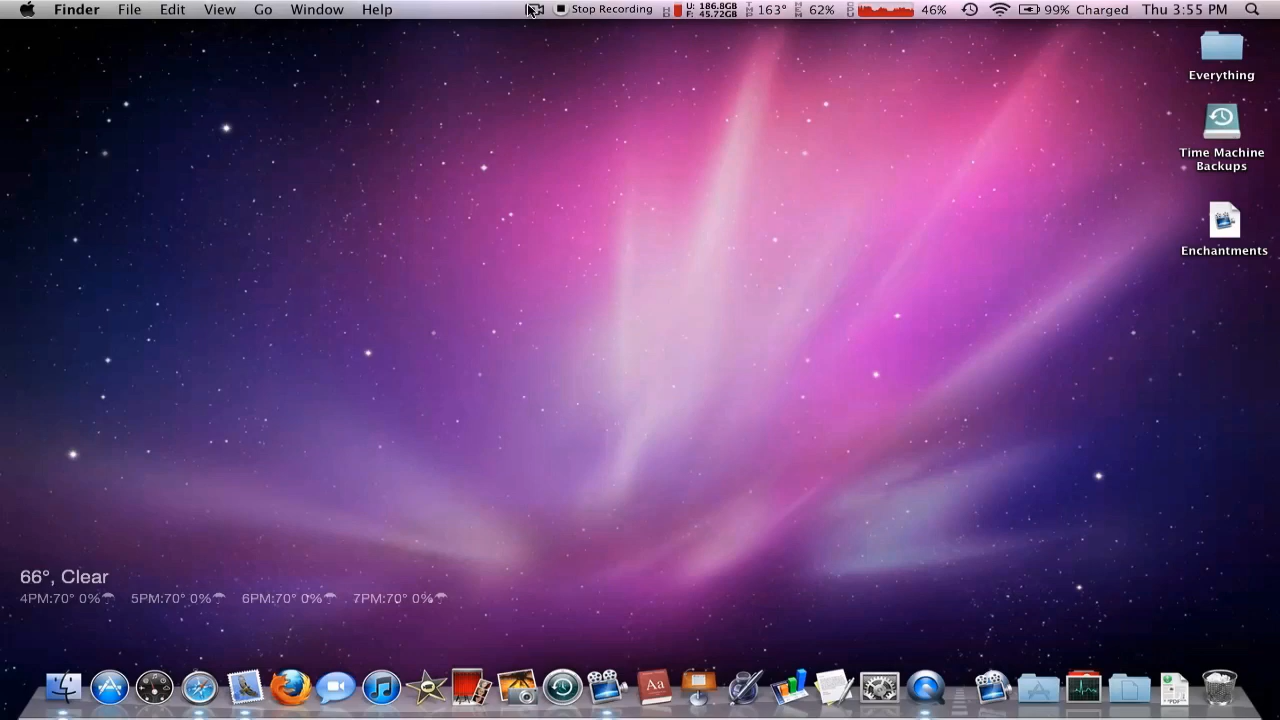 Finder File Edit View Go Window Help Stop Recording U: 186.8GB 163° 62% 46% 99% Charged Thu 3:55 PM
F: 45.72GB
Everything
Time Machine
Backups
Enchantments
66°, Clear
4PM:70° 0% 5PM:70° 0% 6PM:70° 0% 7PM:70° 0%
Aa
PDF